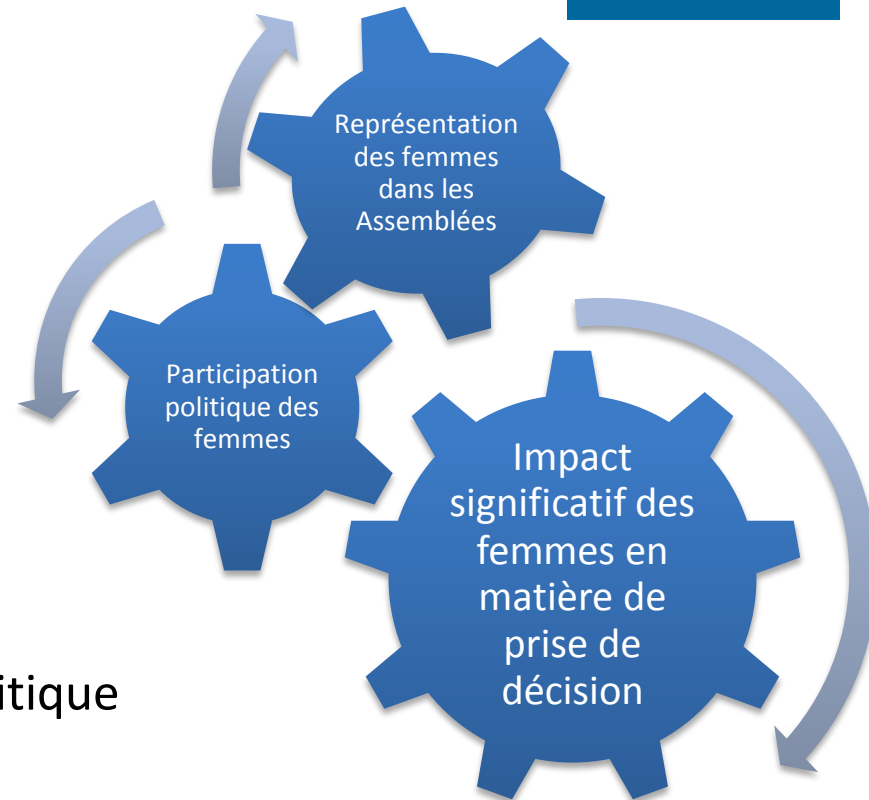 Représentation
des femmes
dans les
Assemblées
Participation
politique des
femmes
Impact
significatif des
femmes en
matière de
prise de
décision
itique